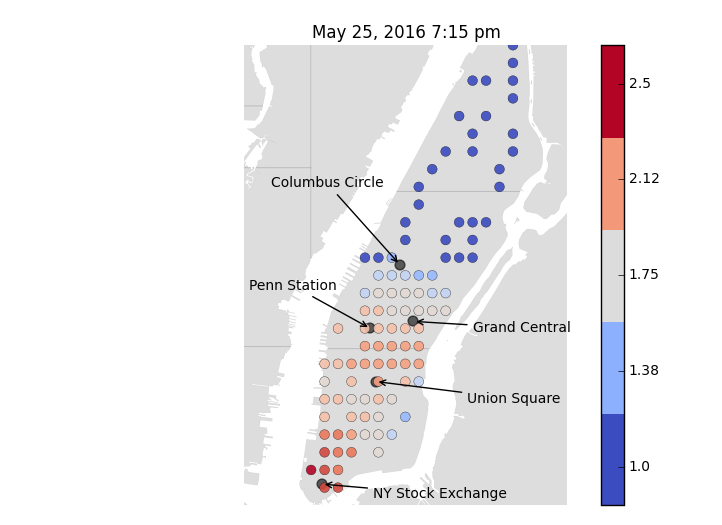 May 25, 2016 7:15 pm
2.5
Columbus Circle
2.12
Penn Station
1.75
Grand Central
1.38
Union Square
1.0
NY Stock Exchange